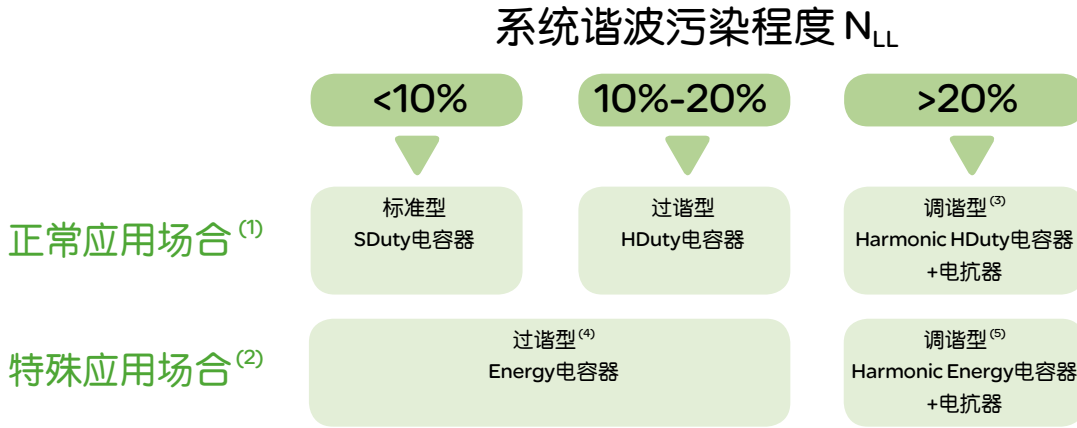 系统谐波污染程度 N_LL
<10% 10%-20% >20%
正常应用场合(1)
标准型
SDuty电容器
过谐型
HDuty电容器
调谐型(3)
Harmonic HDuty电容器
+电抗器
特殊应用场合(2)
过谐型(4)
Energy电容器
调谐型(5)
Harmonic Energy电容器
+电抗器